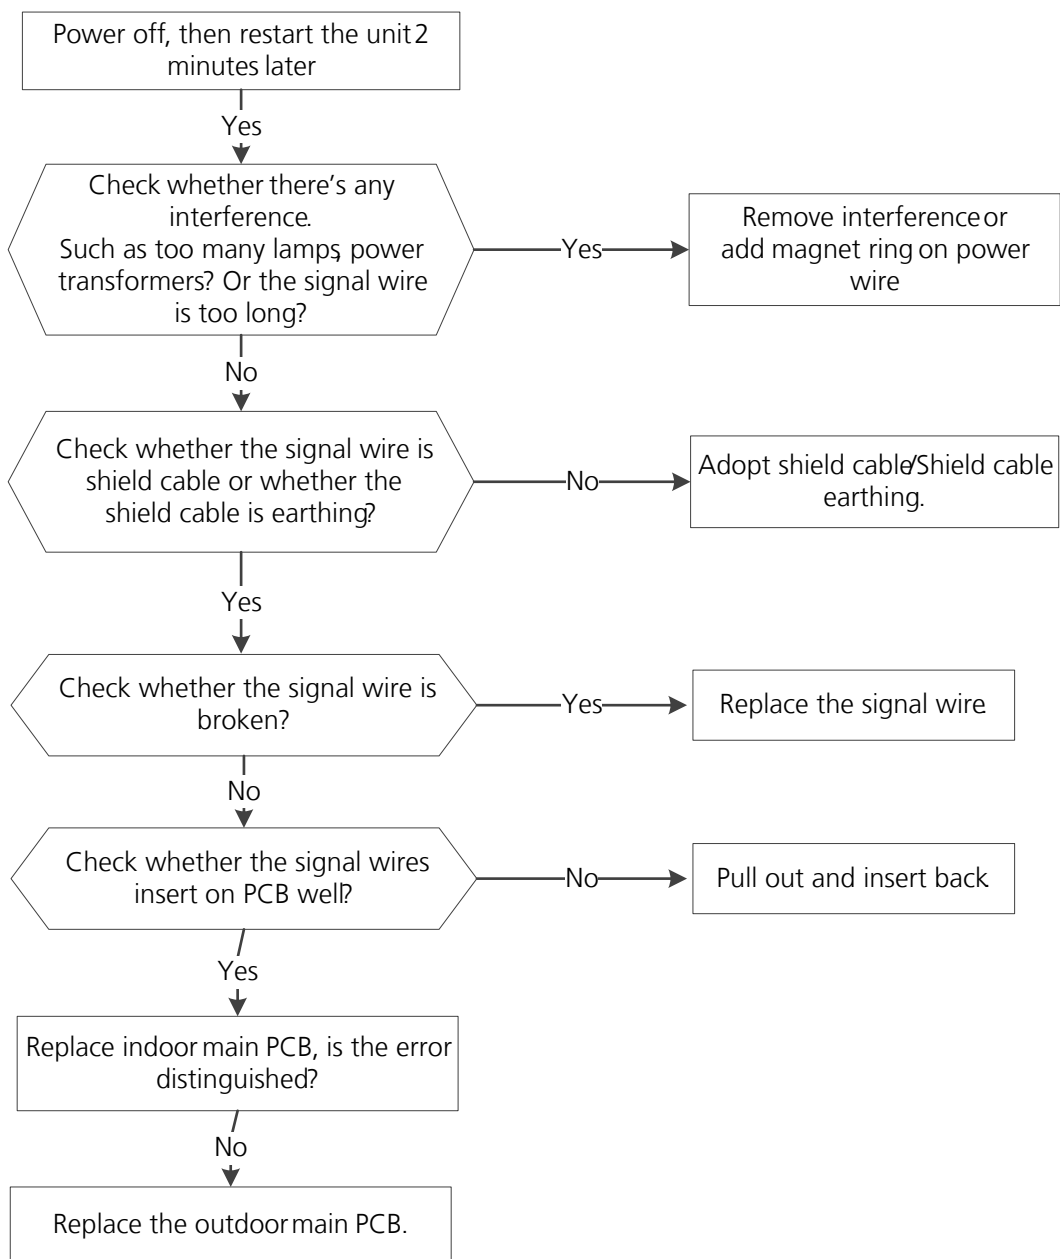 Power off, then restart the unit 2
minutes later
Yes
Check whether there's any
interference.
Such as too many lamps, power
transformers? Or the signal wire
is too long?
Yes
Remove interference or
add magnet ring on power
wire
No
Check whether the signal wire is
shield cable or whether the
shield cable is earthing?
No
Adopt shield cable/Shield cable
earthing.
Yes
Check whether the signal wire is
broken?
Yes
Replace the signal wire
No
Check whether the signal wires
insert on PCB well?
No
Pull out and insert back.
Yes
Replace indoor main PCB, is the error
distinguished?
No
Replace the outdoor main PCB.